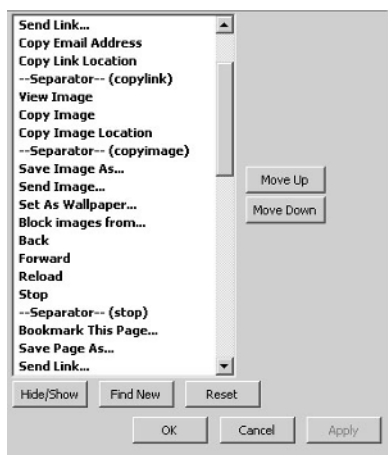 Send Link...
Copy Email Address
Copy Link Location
--Separator-- (copylink)
View Image
Copy Image
Copy Image Location
--Separator-- (copyimage)
Save Image As...
Send Image...
Set As Wallpaper...
Block images from...
Back
Forward
Reload
Stop
--Separator-- (stop)
Bookmark This Page...
Save Page As...
Send Link...
Move Up
Move Down
Hide/Show Find New Reset
OK Cancel Apply